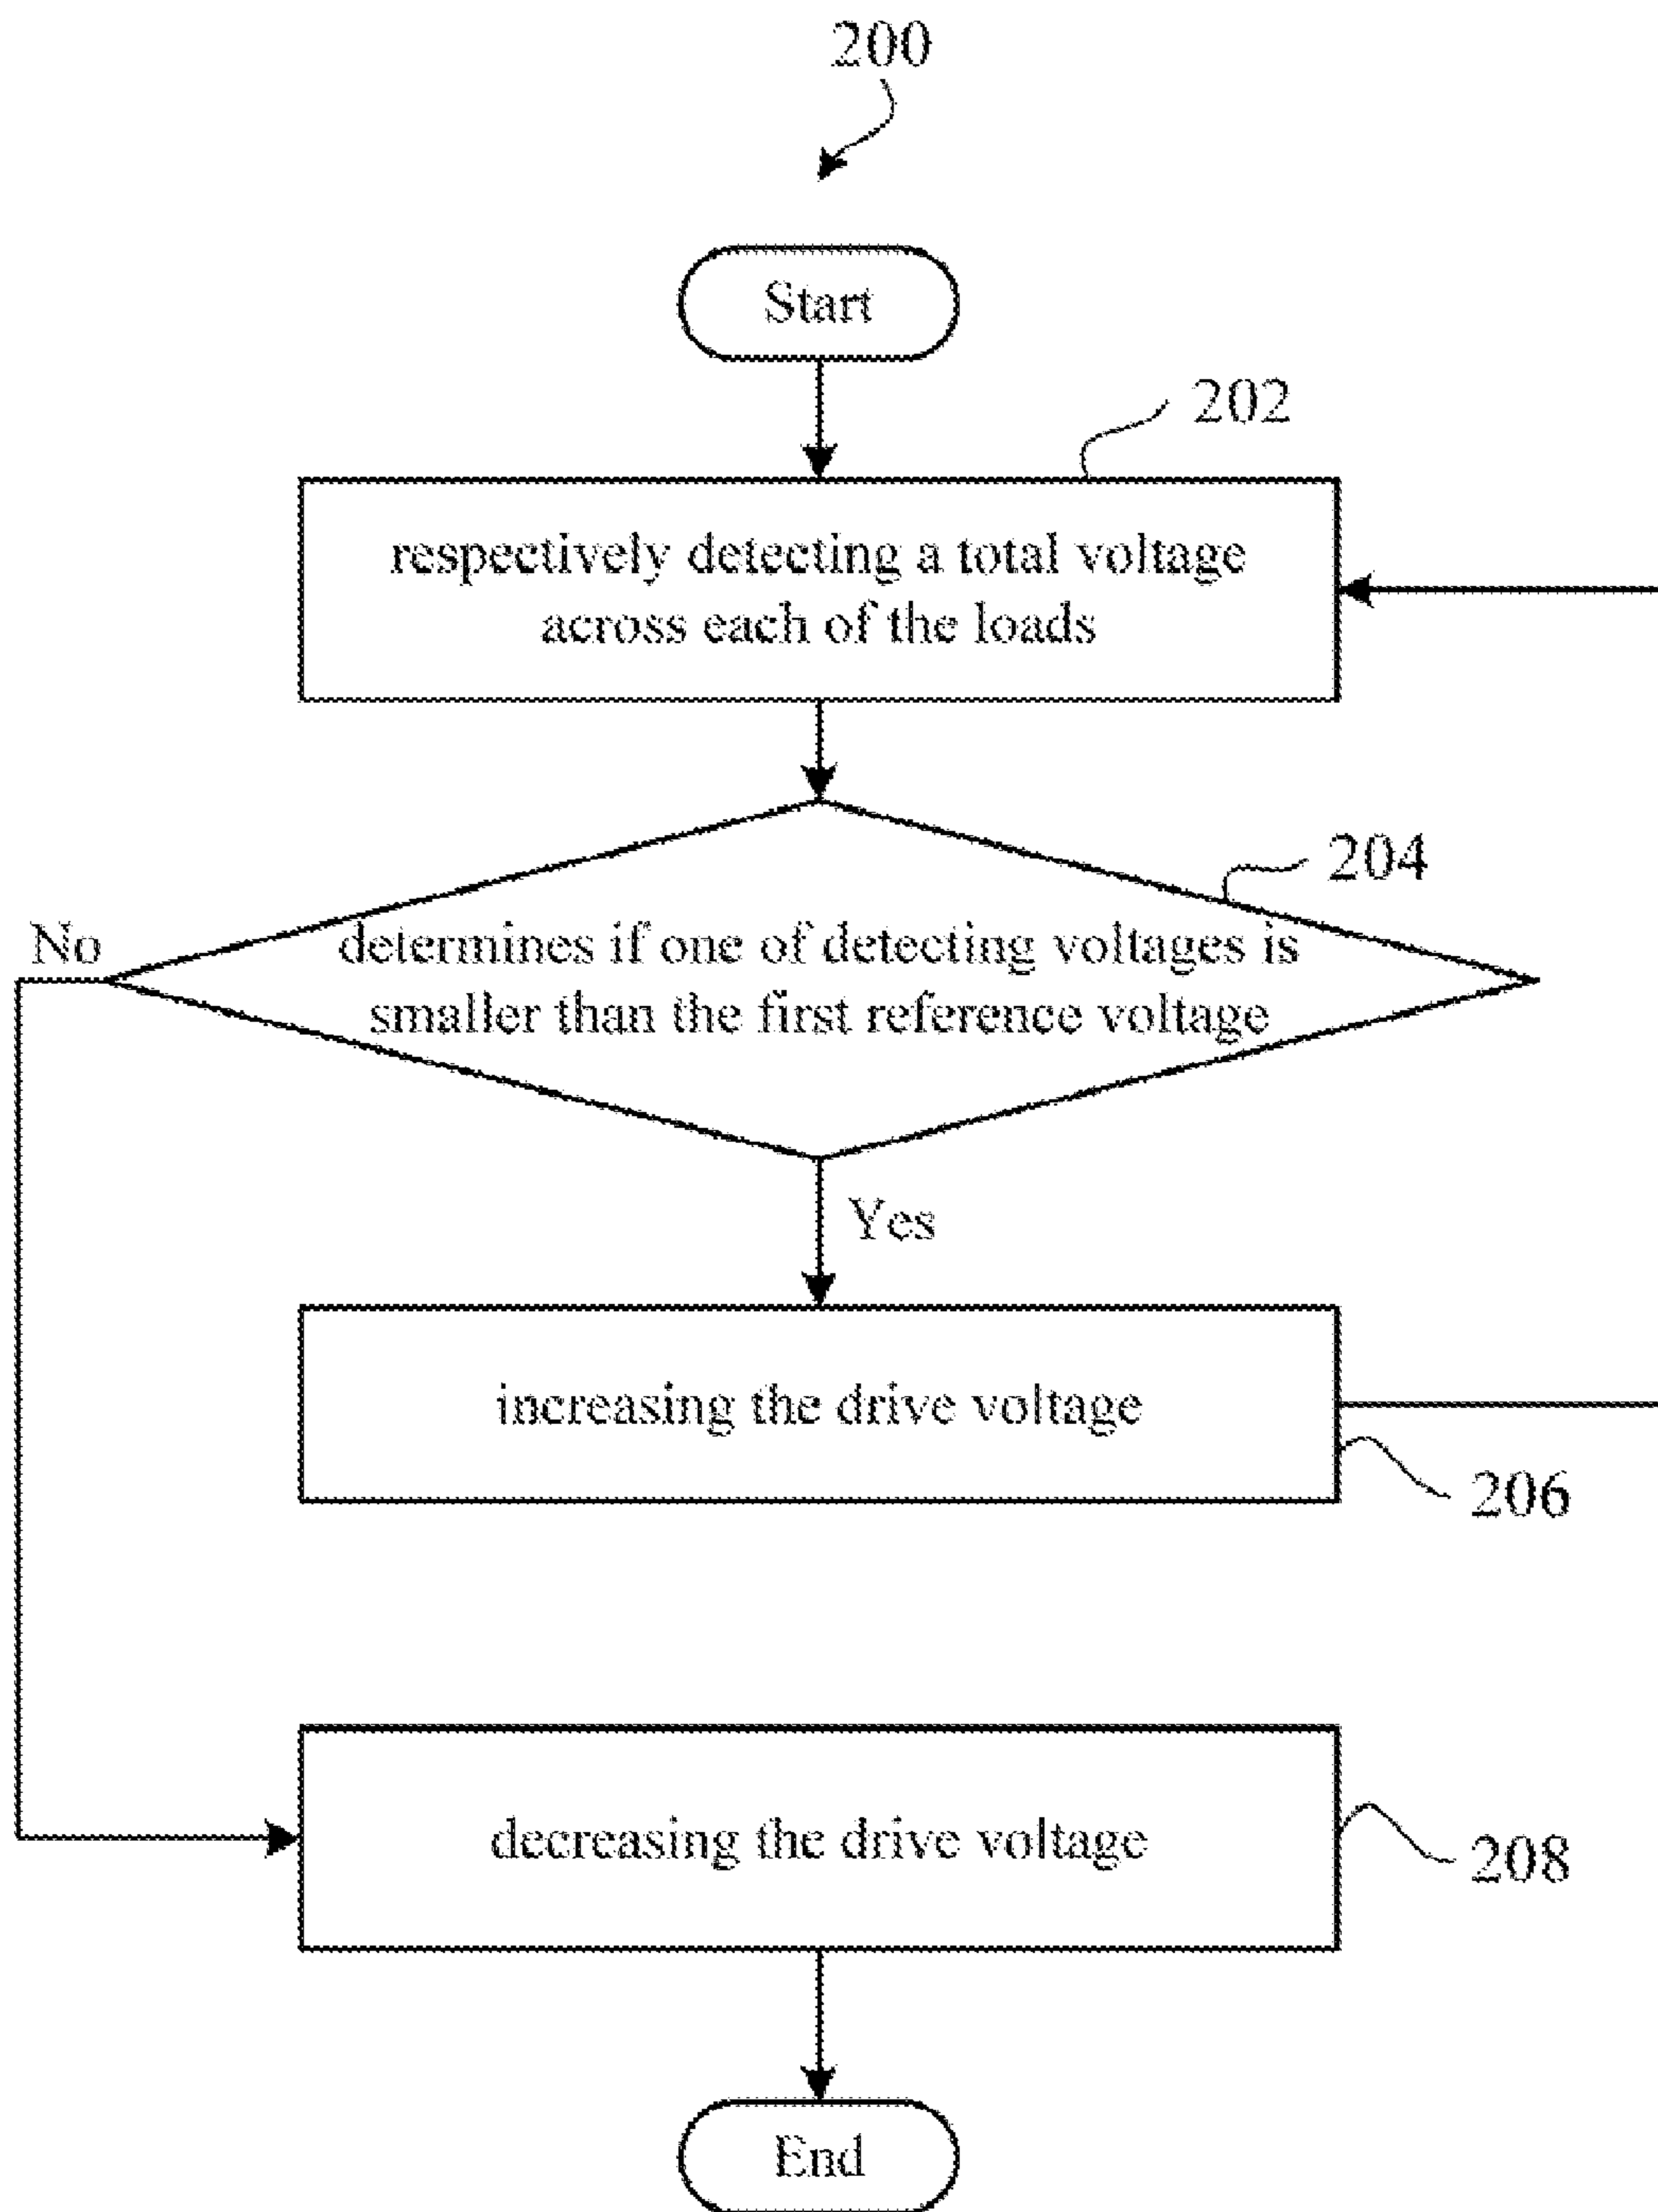 200
Start
202
respectively detecting a total voltage
across each of the loads
204
No
determines if one of detecting voltages is
smaller than the first reference voltage
Yes
increasing the drive voltage
206
decreasing the drive voltage
208
End